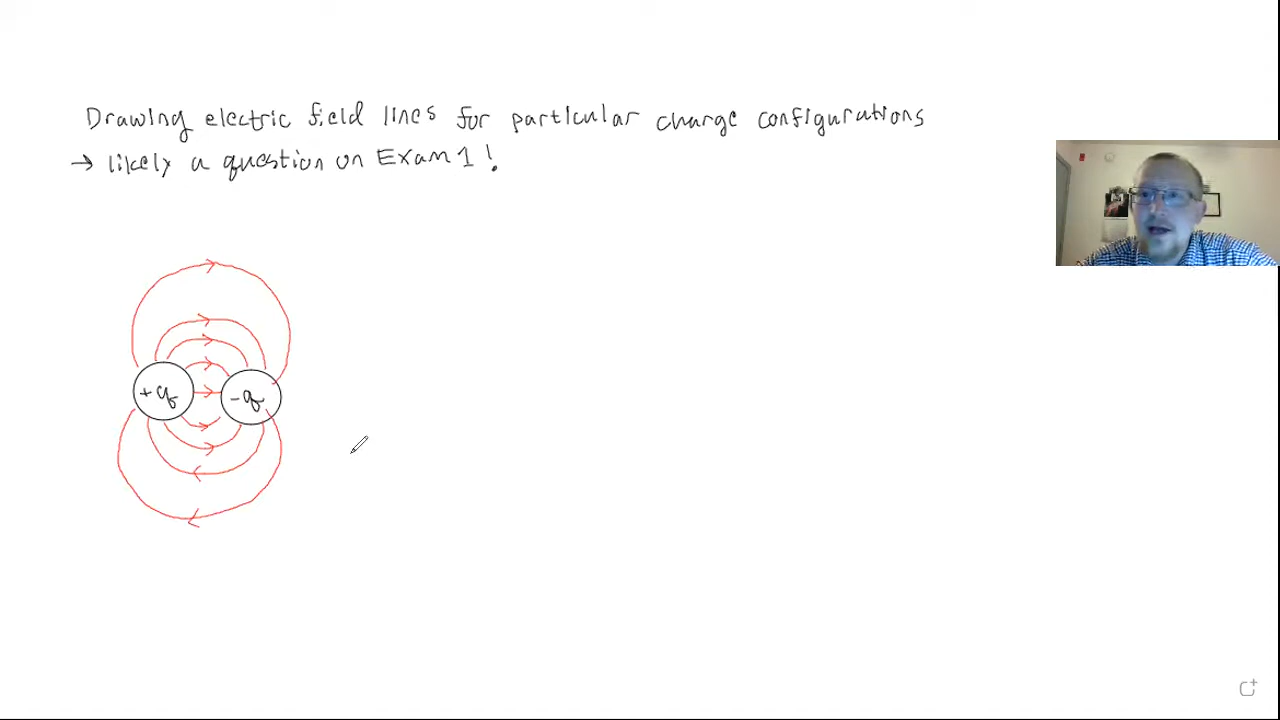 Drawing electric field lines for particular charge configurations
→ likely a question on Exam 1!
+q
-q